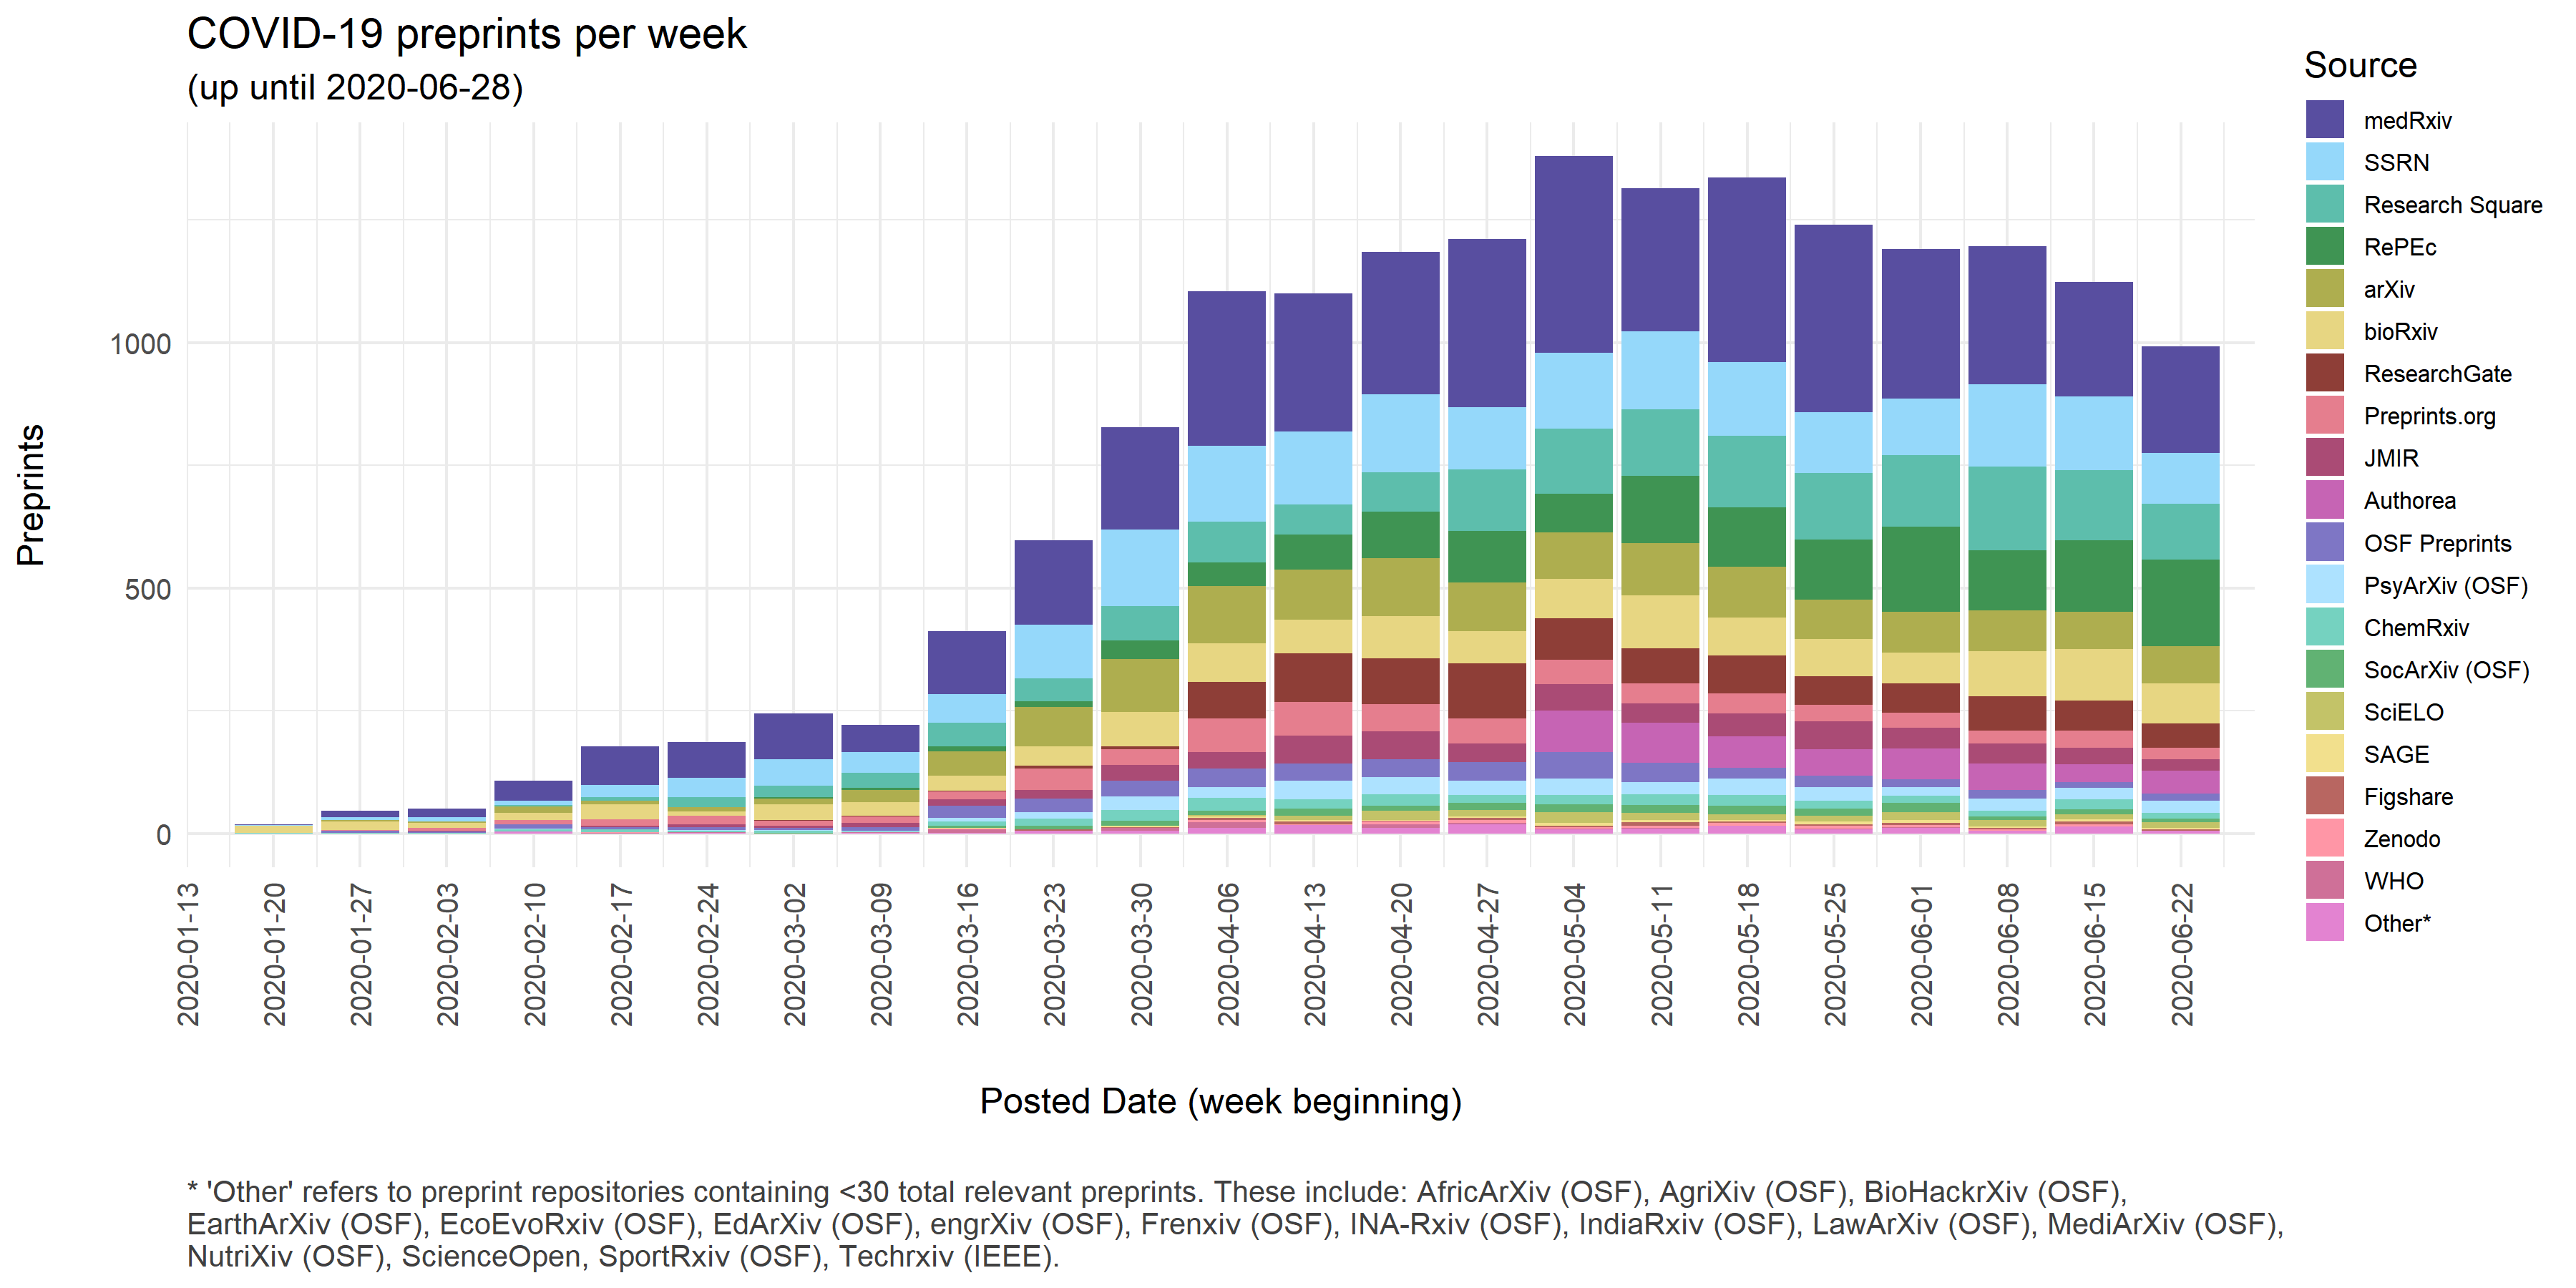 COVID-19 preprints per week
(up until 2020-06-28)
Preprints
1000
500
0
2020-01-13
2020-01-20
2020-01-27
2020-02-03
2020-02-10
2020-02-17
2020-02-24
2020-03-02
2020-03-09
2020-03-16
2020-03-23
2020-03-30
2020-04-06
2020-04-13
2020-04-20
2020-04-27
2020-05-04
2020-05-11
2020-05-18
2020-05-25
2020-06-01
2020-06-08
2020-06-15
2020-06-22
Posted Date (week beginning)
Source
medRxiv
SSRN
Research Square
RePEc
arXiv
bioRxiv
ResearchGate
Preprints.org
JMIR
Authorea
OSF Preprints
PsyArXiv (OSF)
ChemRxiv
SocArXiv (OSF)
SciELO
SAGE
Figshare
Zenodo
WHO
Other*
* 'Other' refers to preprint repositories containing <30 total relevant preprints. These include: AfricArXiv (OSF), AgriXiv (OSF), BioHackrXiv (OSF),
EarthArXiv (OSF), EcoEvoRxiv (OSF), EdArXiv (OSF), engrXiv (OSF), Frenxiv (OSF), INA-Rxiv (OSF), IndiaRxiv (OSF), LawArXiv (OSF), MediArXiv (OSF),
NutriXiv (OSF), ScienceOpen, SportRxiv (OSF), Techrxiv (IEEE).